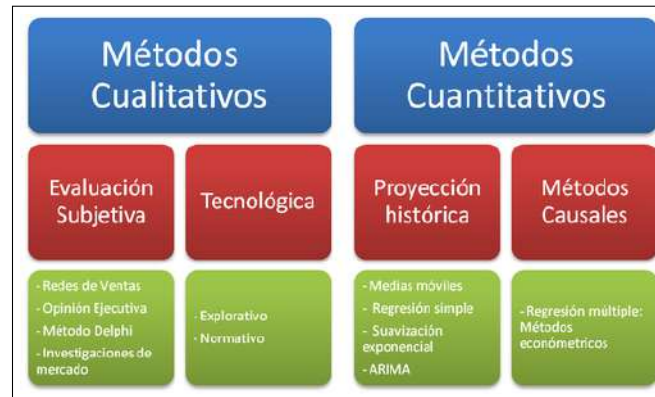 Métodos
Cualitativos
Métodos
Cuantitativos
Evaluación
Subjetiva
Tecnológica
Proyección
histórica
Métodos
Causales
- Redes de Ventas
- Opinión Ejecutiva
- Método Delphi
- Investigaciones de
mercado
- Explorativo
- Normativo
- Medias móviles
- Regresión simple
- Suavización
exponencial
- ARIMA
- Regresión múltiple:
Métodos
económetricos